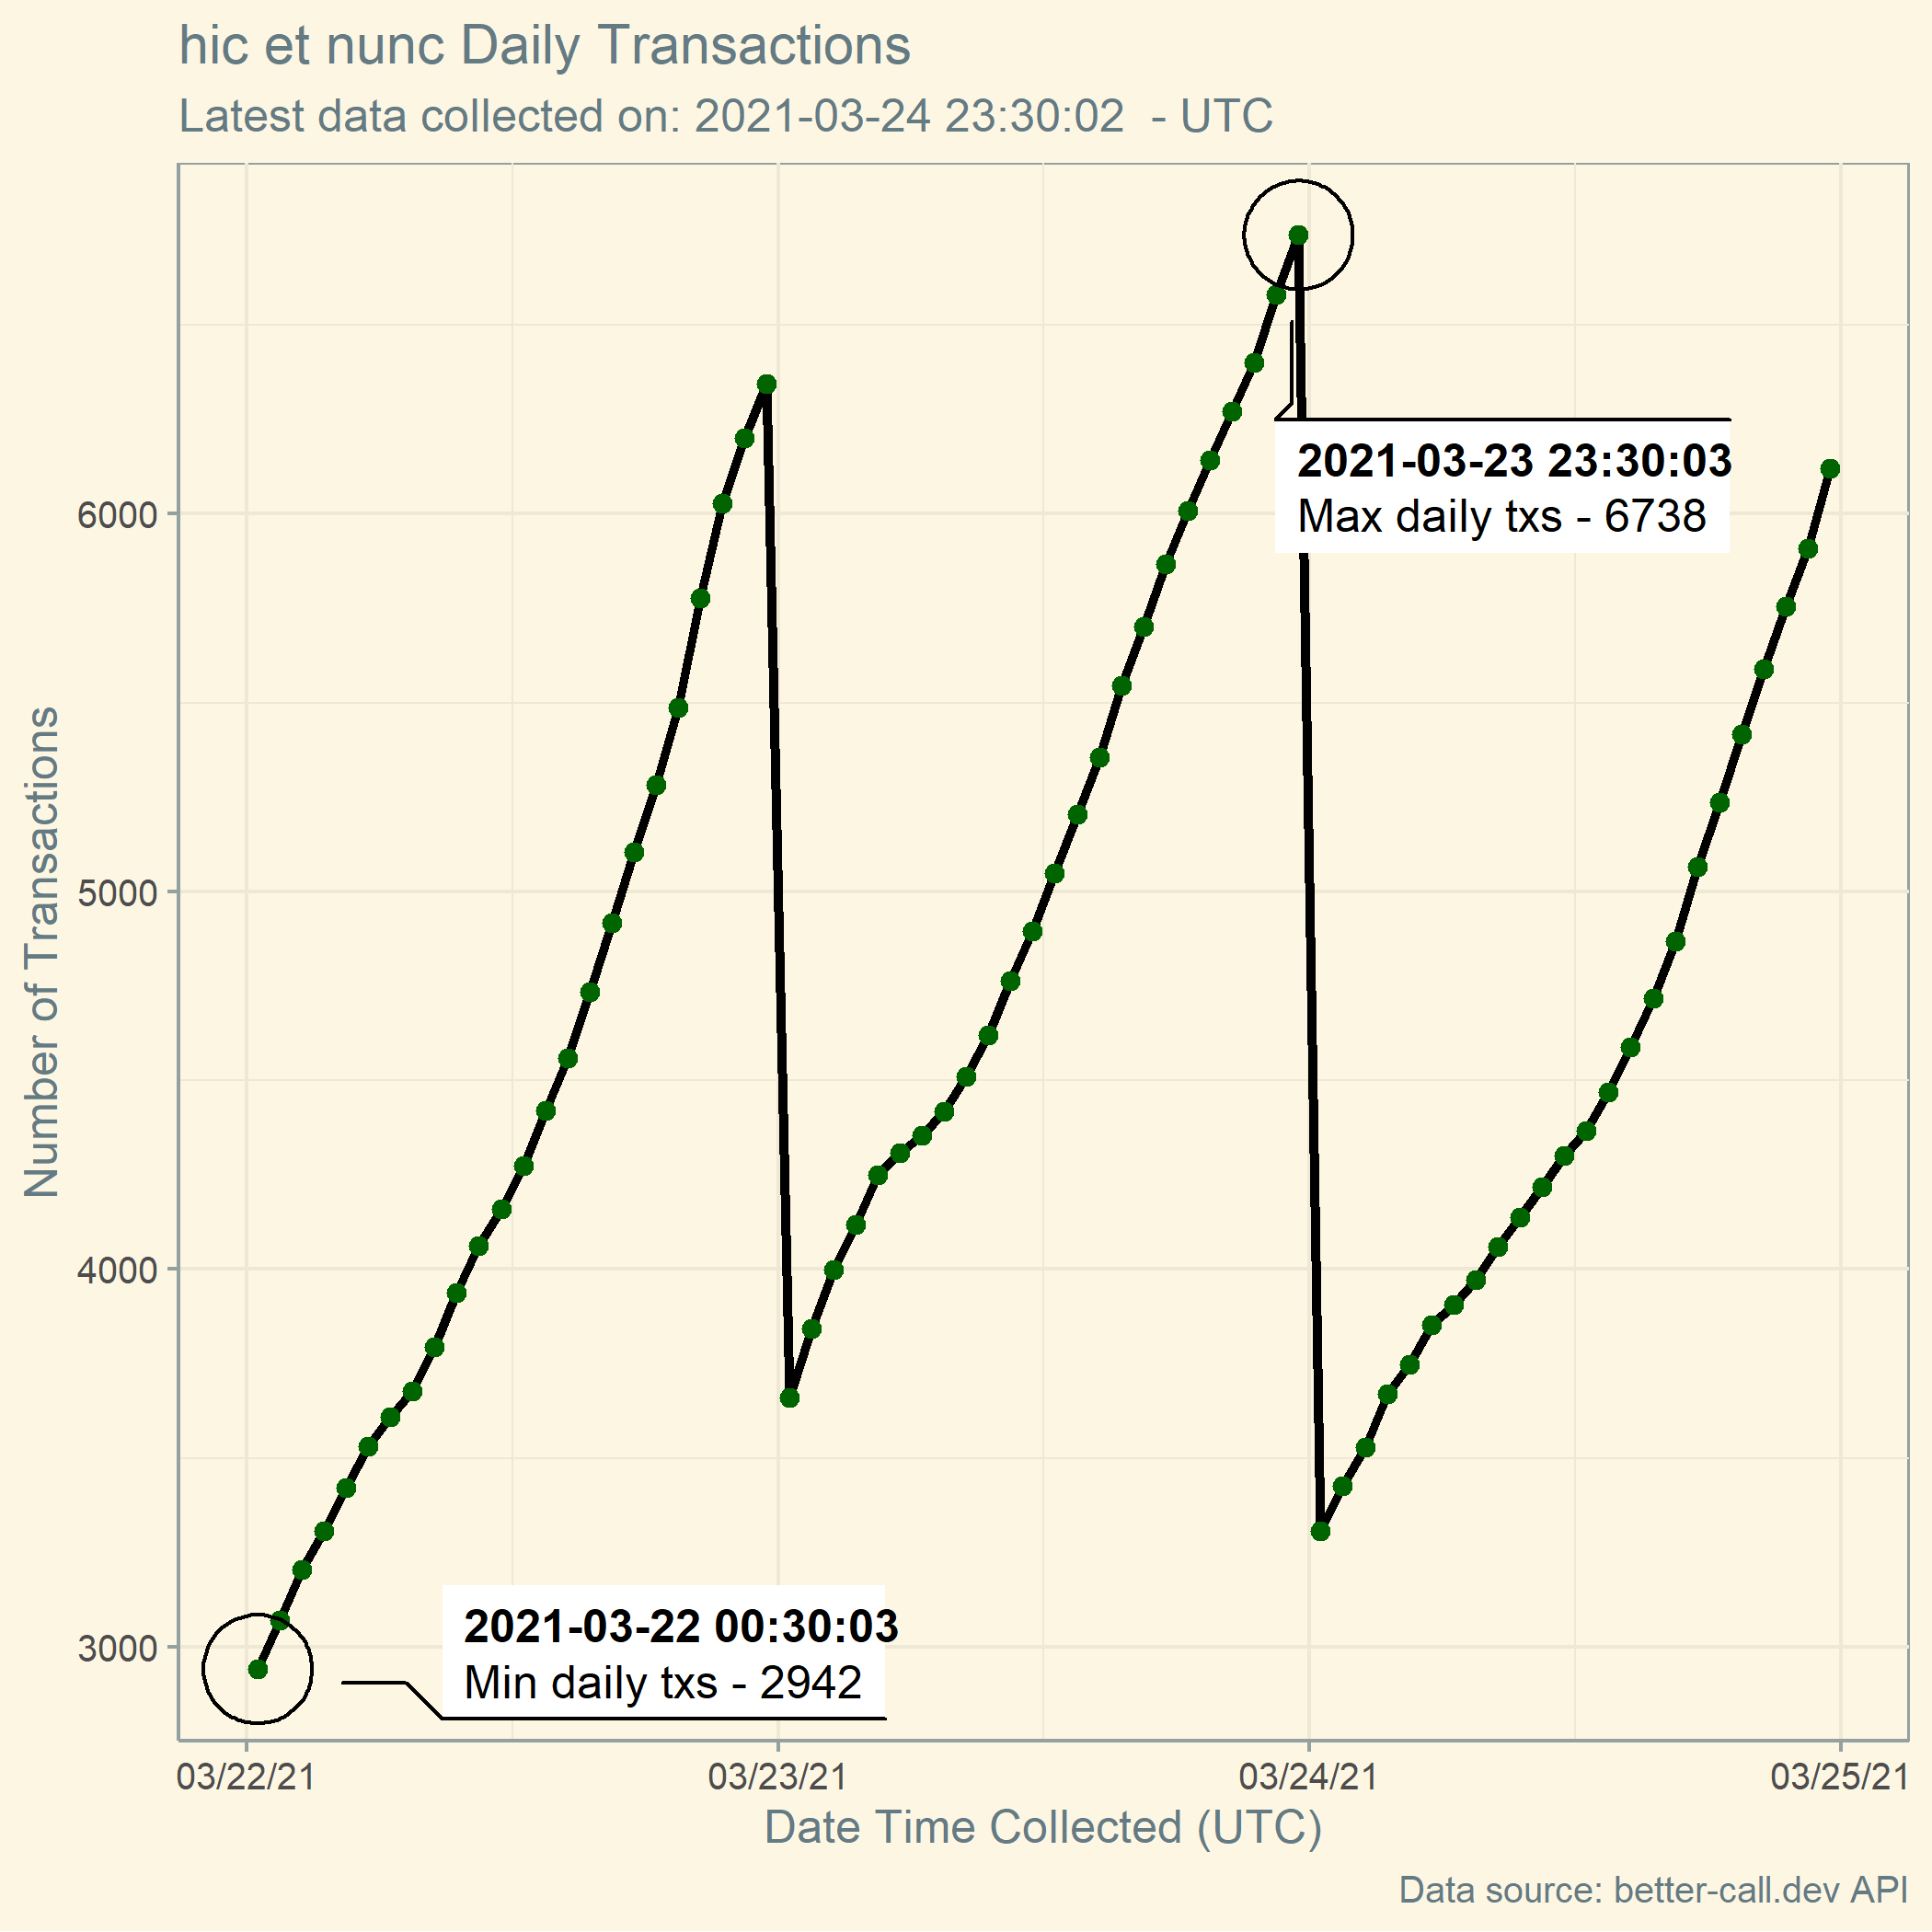 hic et nunc Daily Transactions
Latest data collected on: 2021-03-24 23:30:02  - UTC
Number of Transactions
6000
5000
4000
3000
2021-03-23 23:30:03
Max daily txs - 6738
2021-03-22 00:30:03
Min daily txs - 2942
03/22/21
03/23/21
03/24/21
03/25/21
Date Time Collected (UTC)
Data source: better-call.dev API